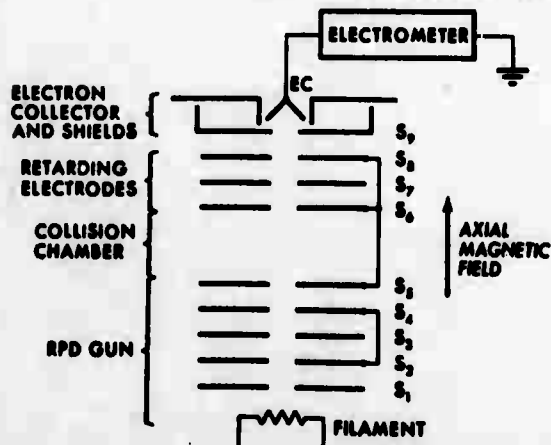 ELECTROMETER
EC
ELECTRON
COLLECTOR
AND SHIELDS
S₉
RETARDING
ELECTRODES
S₈
S₇
S₆
COLLISION
CHAMBER
AXIAL
MAGNETIC
FIELD
S₅
S₄
RPD GUN
S₃
S₂
S₁
FILAMENT